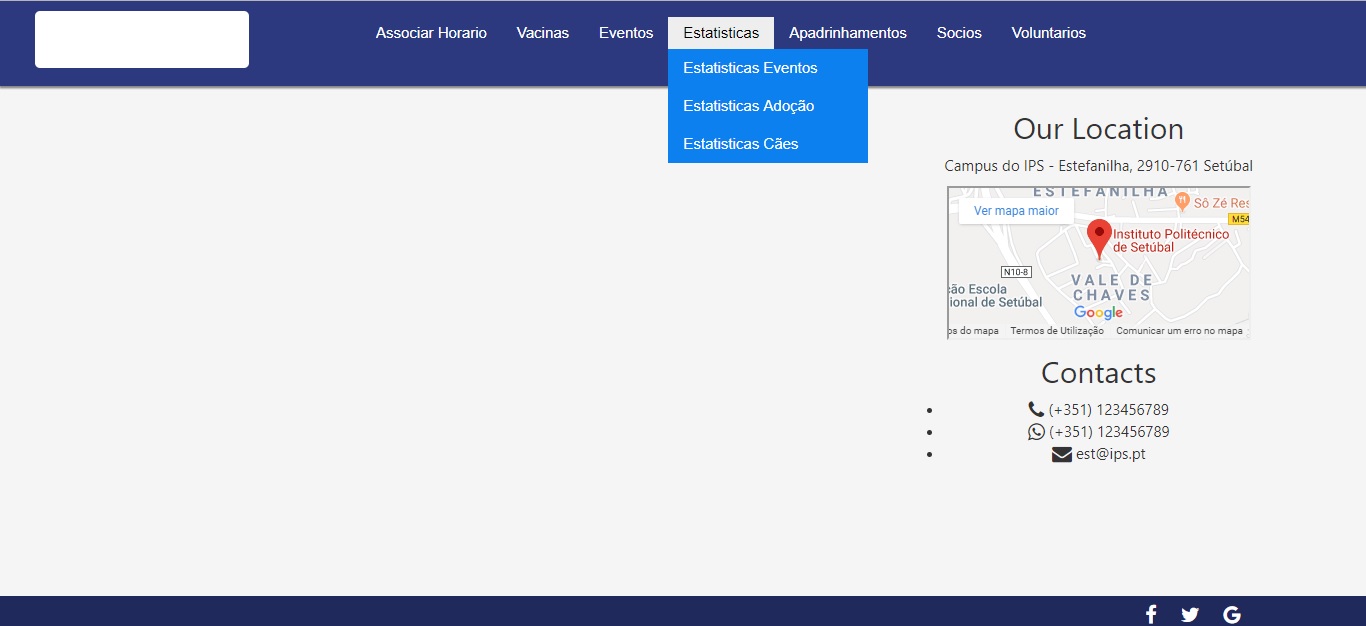 Associar Horario
Vacinas
Eventos
Estatisticas
Apadrinhamentos
Socios
Voluntarios
Estatisticas Eventos
Estatisticas Adoção
Estatisticas Cães
Our Location
Campus do IPS - Estefanilha, 2910-761 Setúbal
ESTEFANILHA
Ver mapa maior
Sô Zé Res
M54
Instituto Politécnico
de Setúbal
N10-8
VALE DE
CHAVES
ção Escola
ional de Setúbal
Google
os do mapa
Termos de Utilização
Comunicar um erro no mapa
Contacts
(+351) 123456789
(+351) 123456789
est@ips.pt